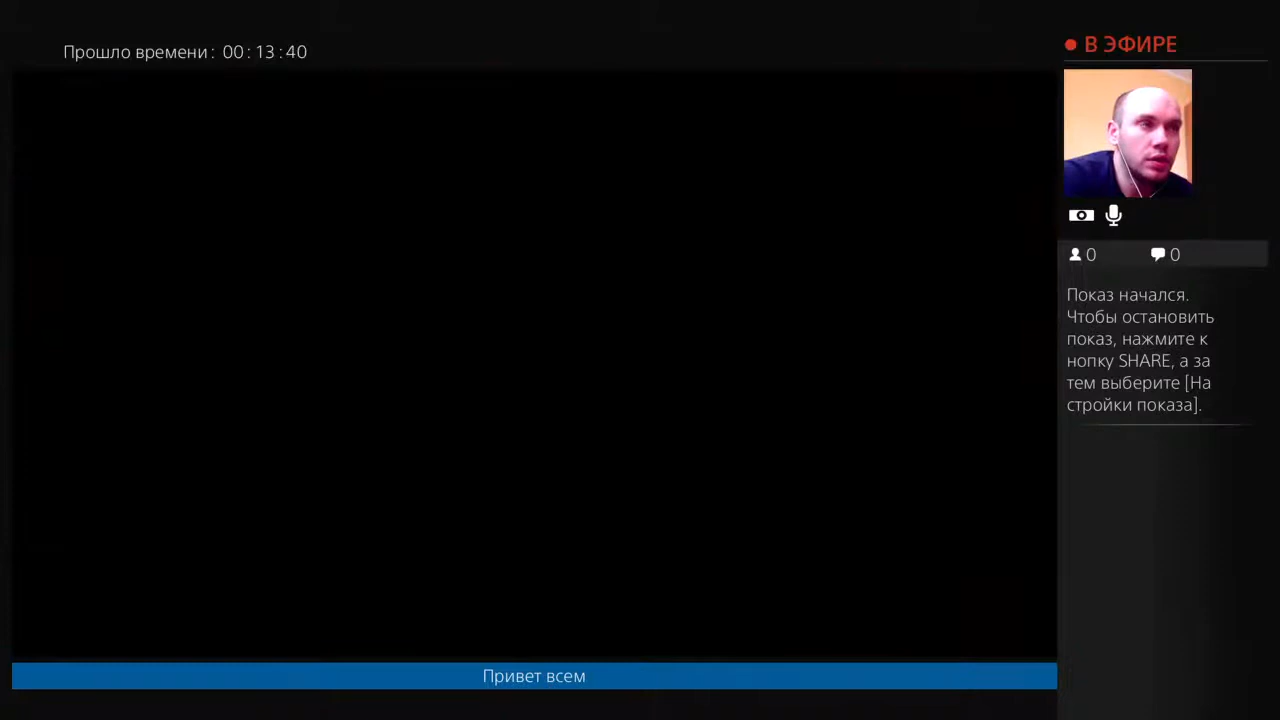 Прошло времени: 00:13:40
В ЭФИРЕ
0 0
Показ начался.
Чтобы остановить
показ, нажмите к
нопку SHARE, а за
тем выберите [На
стройки показа].
Привет всем